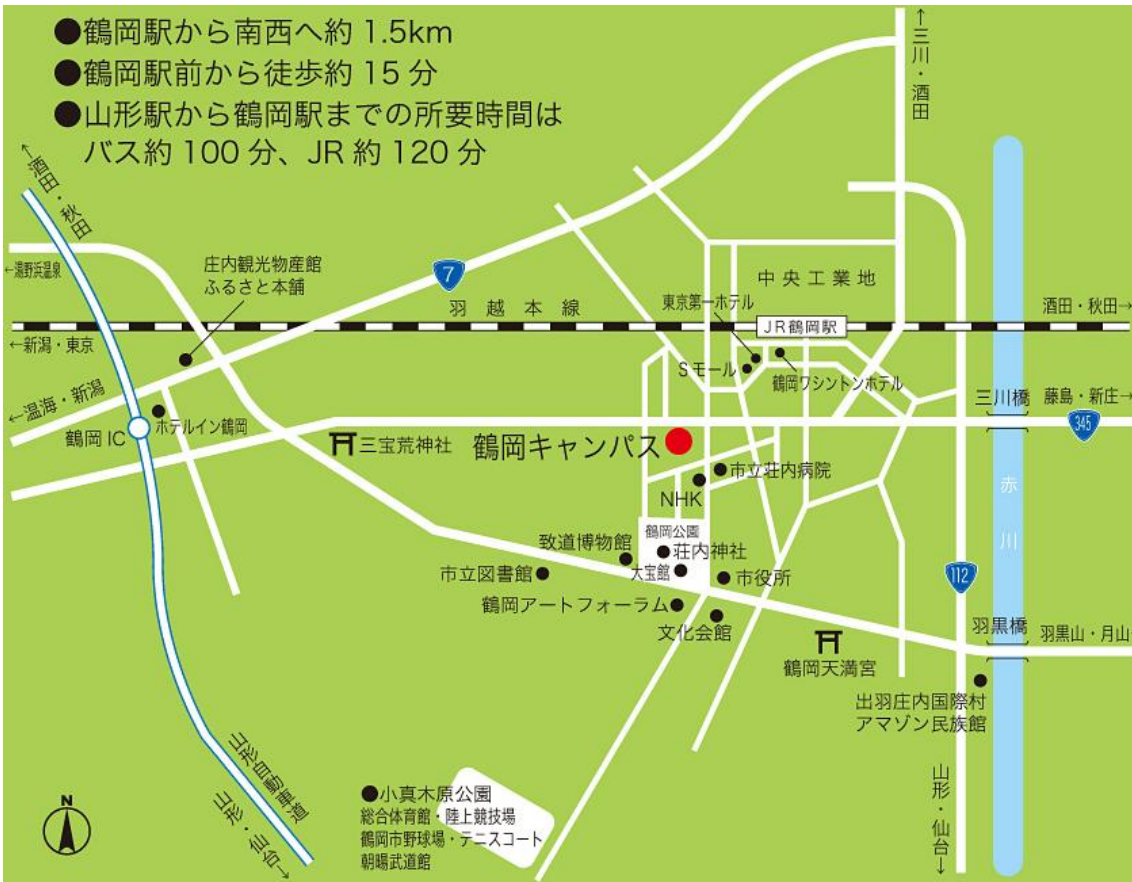 ●鶴岡駅から南西へ約 1.5km
●鶴岡駅前から徒歩約 15 分
●山形駅から鶴岡駅までの所要時間は
バス約 100 分、JR 約 120 分
←三川・酒田
←酒田・秋田
←湯野浜温泉
庄内観光物産館
ふるさと本舗
7
中央工業地
羽越本線
東京第一ホテル
JR鶴岡駅
酒田・秋田→
←新潟・東京
Sモール
鶴岡ワシントンホテル
←温海・新潟
三川橋
藤島・新庄→
345
鶴岡 IC
ホテルイン鶴岡
三宝荒神社
鶴岡キャンパス
市立荘内病院
NHK
赤川
鶴岡公園
荘内神社
致道博物館
大宝館
市立図書館
市役所
112
鶴岡アートフォーラム
文化会館
羽黒橋
羽黒山・月山→
鶴岡天満宮
出羽庄内国際村
アマゾン民族館
山形自動車道
山形・仙台→
山形・仙台→
N
●小真木原公園
総合体育館・陸上競技場
鶴岡市野球場・テニスコート
朝暘武道館